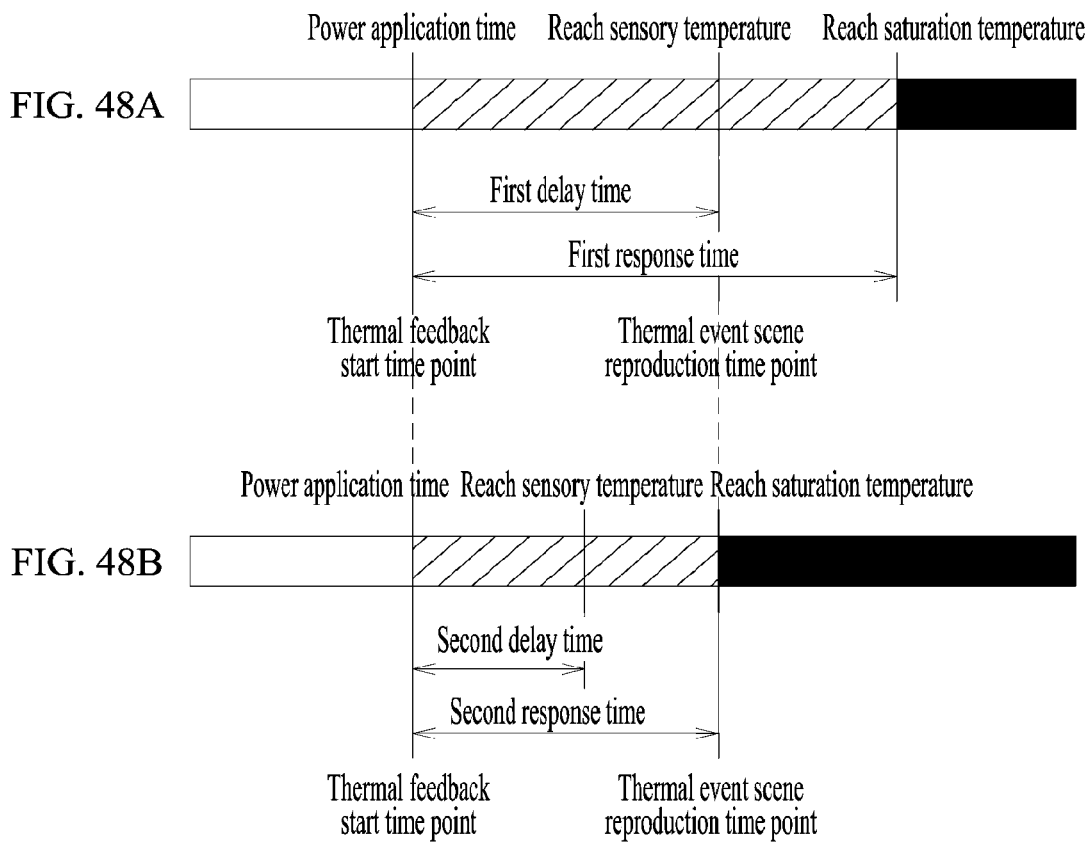 Power application time Reach sensory temperature Reach saturation temperature
FIG. 48A
First delay time
First response time
Thermal feedback
start time point
Thermal event scene
reproduction time point
Power application time Reach sensory temperature Reach saturation temperature
FIG. 48B
Second delay time
Second response time
Thermal feedback
start time point
Thermal event scene
reproduction time point